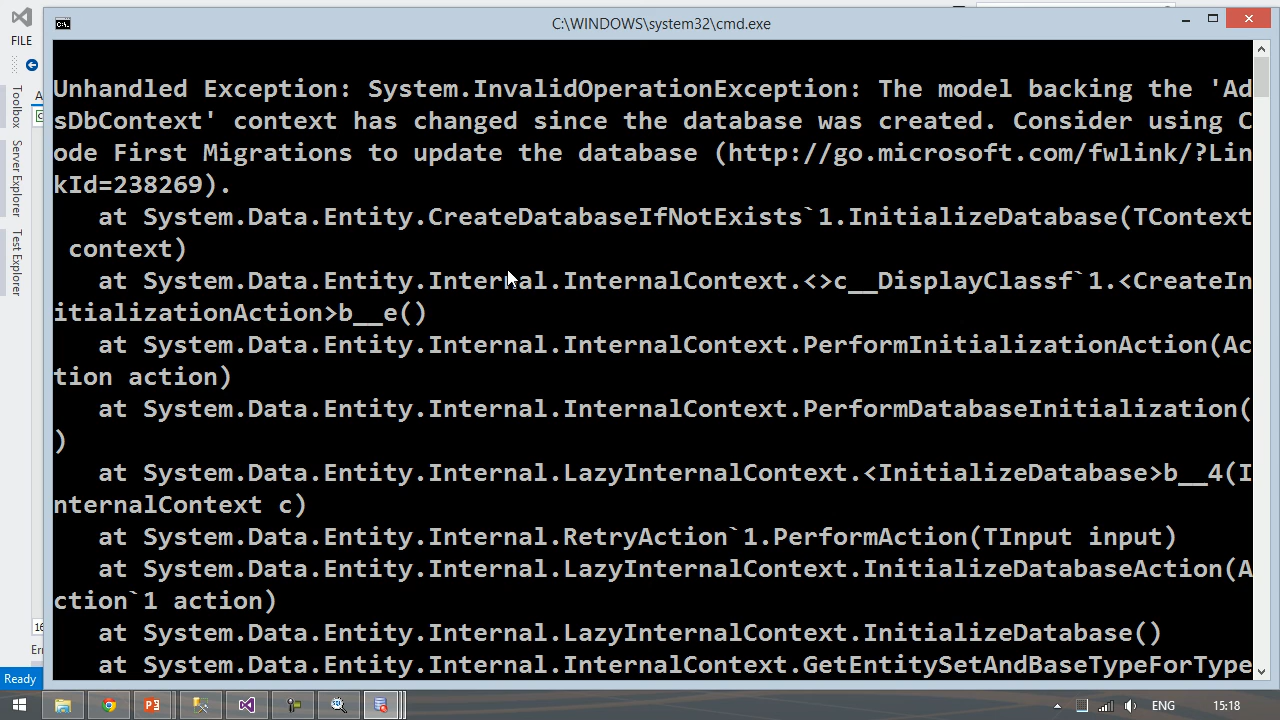 C:\WINDOWS\system32\cmd.exe
FILE
Toolbox
Server Explorer
Test Explorer
Unhandled Exception: System.InvalidOperationException: The model backing the 'Ad
sDbContext' context has changed since the database was created. Consider using C
ode First Migrations to update the database (http://go.microsoft.com/fwlink/?Lin
kId=238269).
   at System.Data.Entity.CreateDatabaseIfNotExists`1.InitializeDatabase(TContext
 context)
   at System.Data.Entity.Internal.InternalContext.<>c__DisplayClassf`1.<CreateIn
itializationAction>b__e()
   at System.Data.Entity.Internal.InternalContext.PerformInitializationAction(Ac
tion action)
   at System.Data.Entity.Internal.InternalContext.PerformDatabaseInitialization(
)
   at System.Data.Entity.Internal.LazyInternalContext.<InitializeDatabase>b__4(I
nternalContext c)
   at System.Data.Entity.Internal.RetryAction`1.PerformAction(TInput input)
   at System.Data.Entity.Internal.LazyInternalContext.InitializeDatabaseAction(A
ction`1 action)
   at System.Data.Entity.Internal.LazyInternalContext.InitializeDatabase()
   at System.Data.Entity.Internal.InternalContext.GetEntitySetAndBaseTypeForType
Ready
ENG
15:18